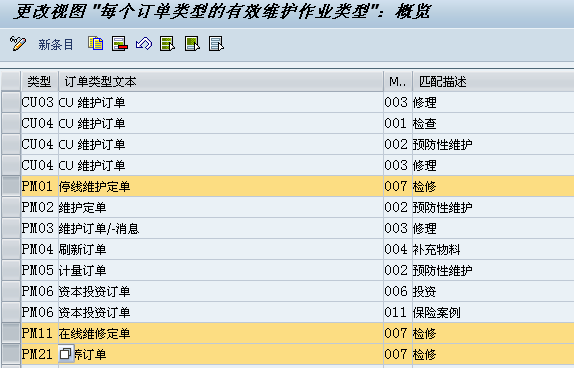 更改视图 "每个订单类型的有效维护作业类型": 概览
新条目
类型 订单类型文本 M.. 匹配描述
CU03 CU 维护订单 003 修理
CU04 CU 维护订单 001 检查
CU04 CU 维护订单 002 预防性维护
CU04 CU 维护订单 003 修理
PM01 停线维护定单 007 检修
PM02 维护定单 002 预防性维护
PM03 维护订单/-消息 003 修理
PM04 刷新订单 004 补充物料
PM05 计量订单 002 预防性维护
PM06 资本投资订单 006 投资
PM06 资本投资订单 011 保险案例
PM11 在线维修定单 007 检修
PM21 订单 007 检修